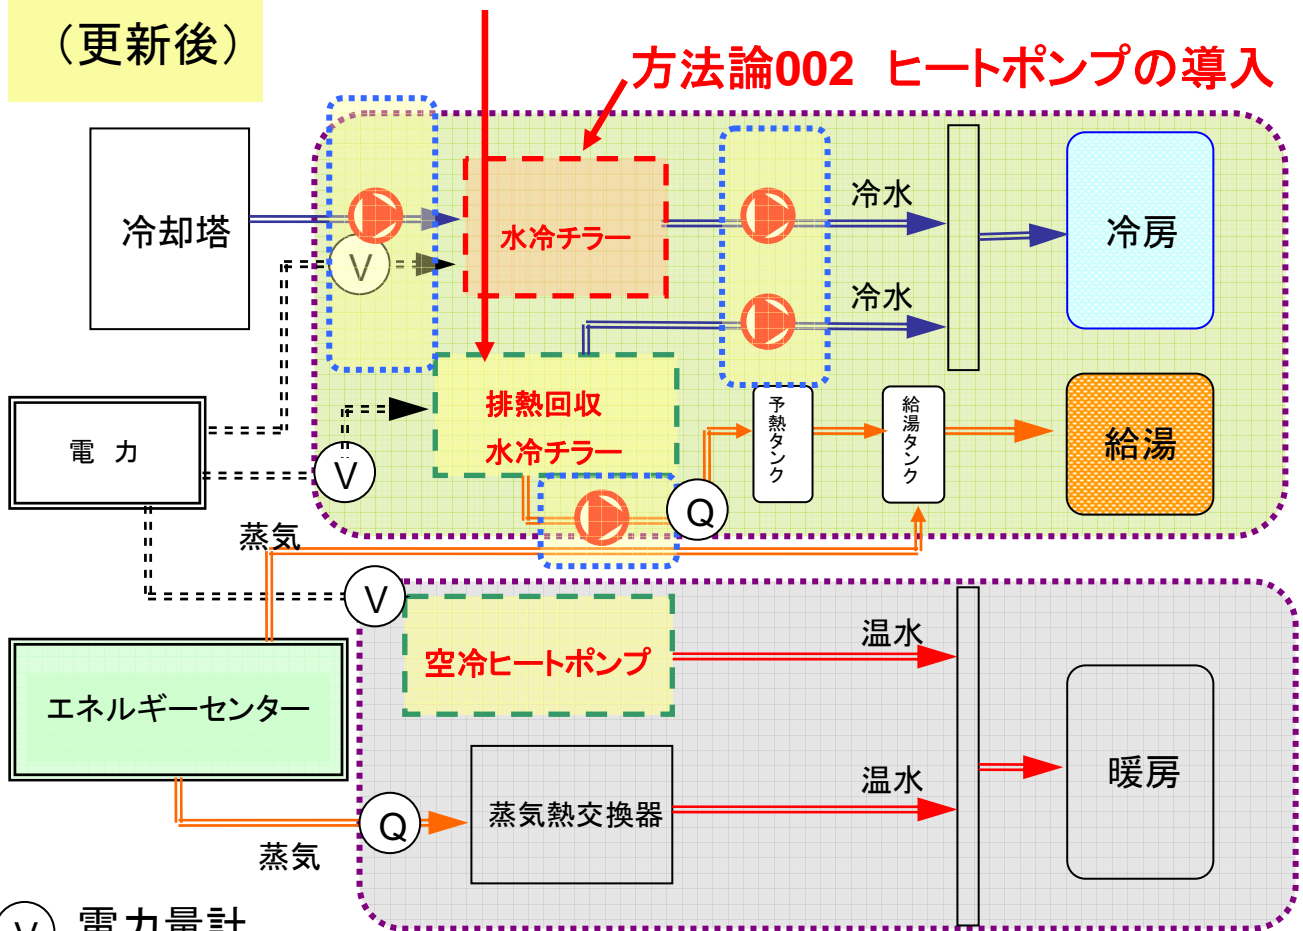 （更新後）
方法論002 ヒートポンプの導入
冷却塔
水冷チラー
冷水
冷房
V
冷水
排熱回収
水冷チラー
予熱タンク
給湯タンク
給湯
電 力
V
Q
蒸気
V
空冷ヒートポンプ
温水
エネルギーセンター
暖房
温水
蒸気熱交換器
Q
蒸気
V 電力量計